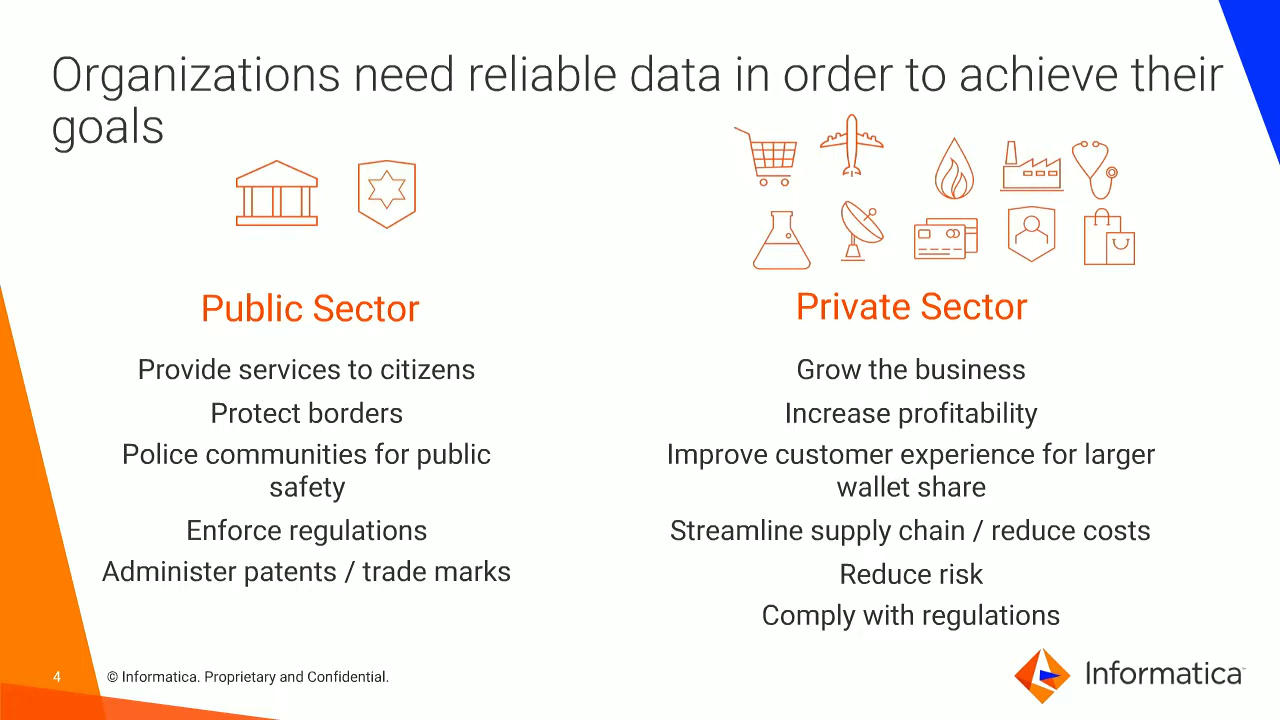 Organizations need reliable data in order to achieve their
goals
Public Sector
Provide services to citizens
Protect borders
Police communities for public
safety
Enforce regulations
Administer patents / trade marks
Private Sector
Grow the business
Increase profitability
Improve customer experience for larger
wallet share
Streamline supply chain / reduce costs
Reduce risk
Comply with regulations
4
© Informatica. Proprietary and Confidential.
Informatica